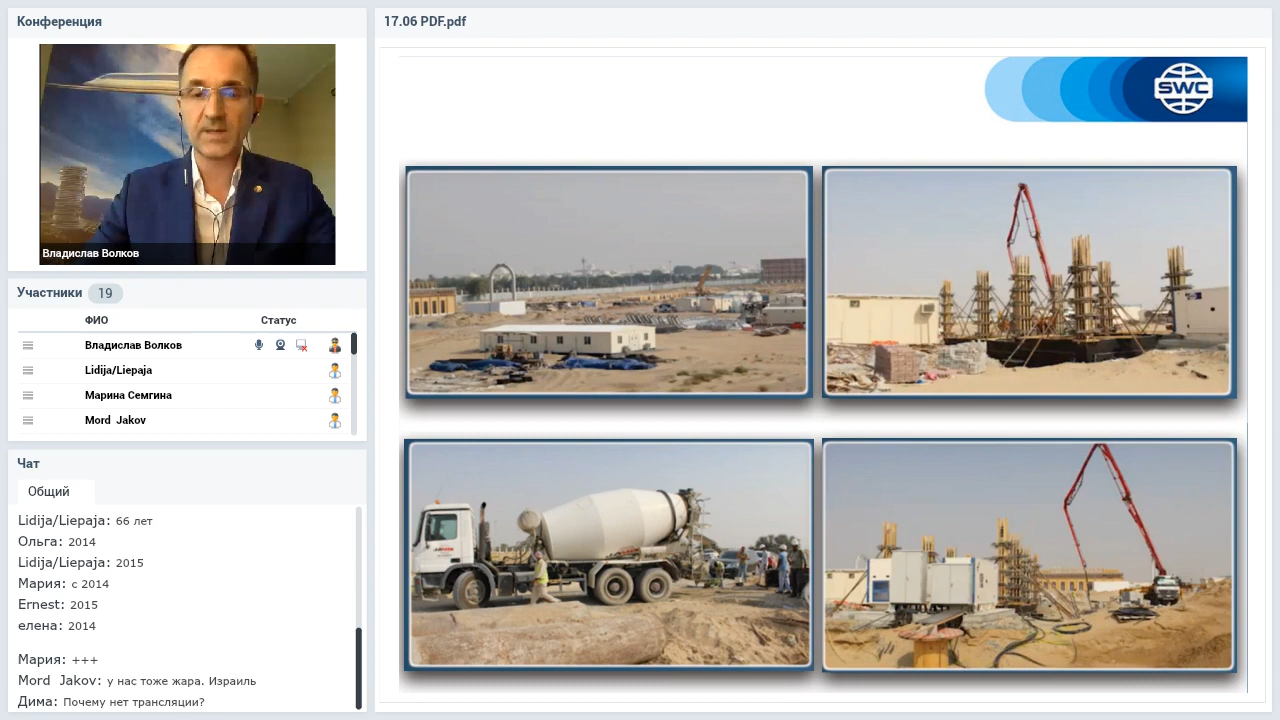 Конференция
Владислав Волков
Участники 19
ФИО Статус
Владислав Волков
Lidija/Liepaja
Марина Семгина
Mord Jakov
Чат
Общий
Lidija/Liepaja: 66 лет
Ольга: 2014
Lidija/Liepaja: 2015
Мария: с 2014
Ernest: 2015
елена: 2014
Мария: +++
Mord Jakov: у нас тоже жара. Израиль
Дима: Почему нет трансляции?
17.06 PDF.pdf
SWC